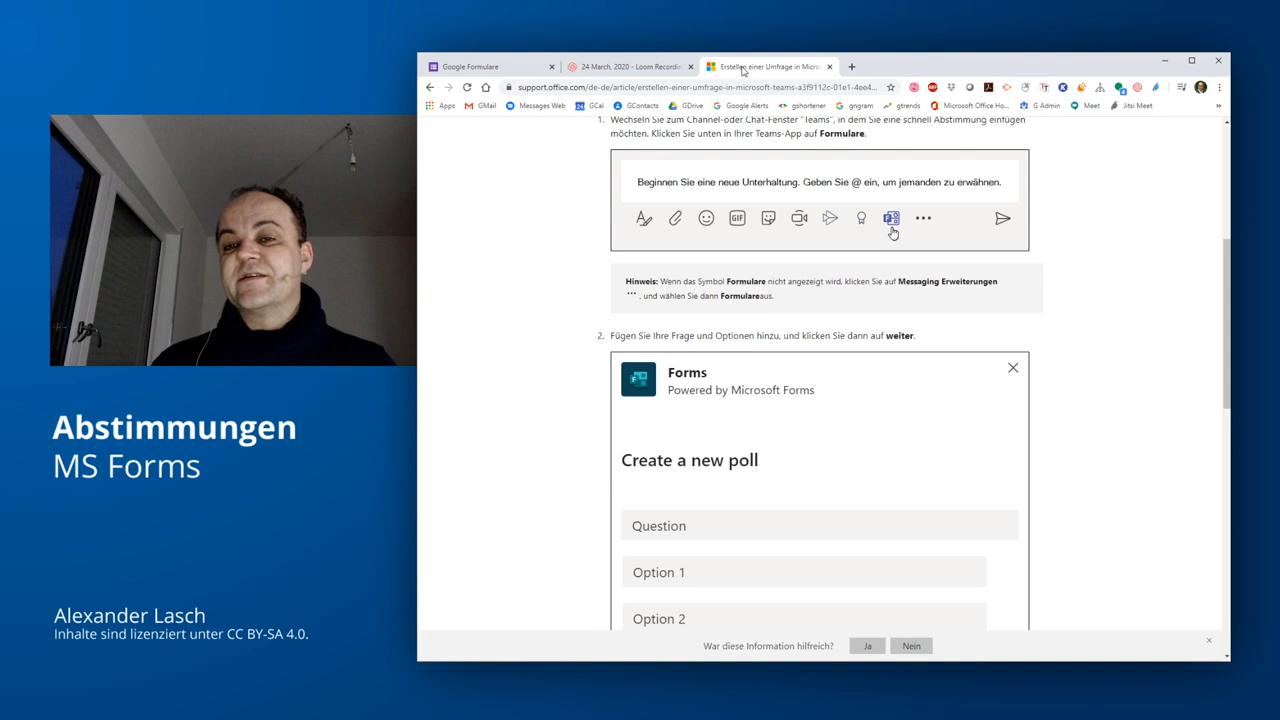 Google Formulare
24 March, 2020 - Loom Recordin
Erstellen einer Umfrage in Micros
support.office.com/de-de/article/erstellen-einer-umfrage-in-microsoft-teams-a3f9112c-01e1-4ee4...
Apps
GMail
Messages Web
GCal
GContacts
GDrive
Google Alerts
gshortener
gngram
gtrends
Microsoft Office Ho...
G Admin
Meet
Jitsi Meet
»
1. Wechseln Sie zum Channel-oder Chat-Fenster "Teams", in dem Sie eine schnell Abstimmung einfügen
möchten. Klicken Sie unten in Ihrer Teams-App auf Formulare.
Beginnen Sie eine neue Unterhaltung. Geben Sie @ ein, um jemanden zu erwähnen.
GIF
Hinweis: Wenn das Symbol Formulare nicht angezeigt wird, klicken Sie auf Messaging Erweiterungen
··· , und wählen Sie dann Formulareaus.
2. Fügen Sie Ihre Frage und Optionen hinzu, und klicken Sie dann auf weiter.
Forms
Powered by Microsoft Forms
Create a new poll
Question
Option 1
Option 2
War diese Information hilfreich?
Ja
Nein
Abstimmungen
MS Forms
Alexander Lasch
Inhalte sind lizenziert unter CC BY-SA 4.0.